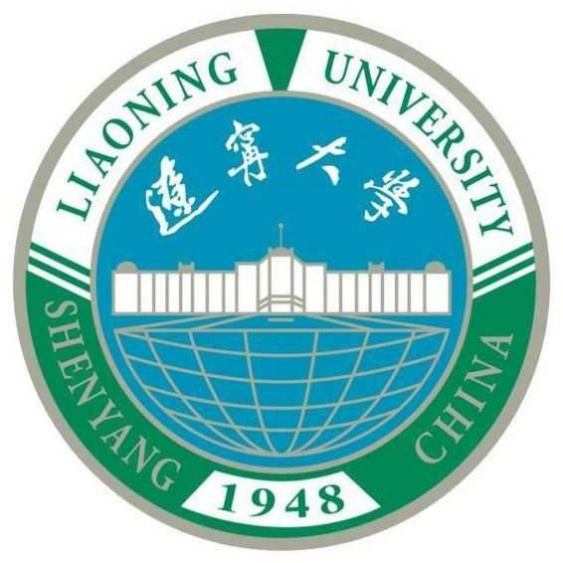 LIAONING UNIVERSITY
遼寧大學
SHENYANG CHINA
1948